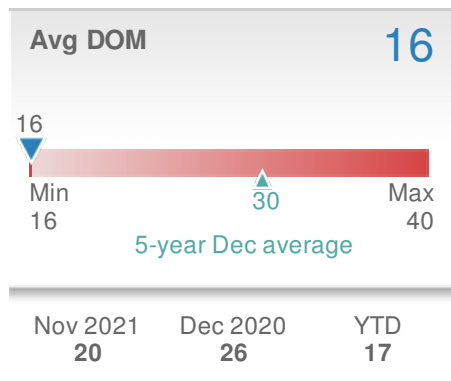 Avg DOM 16
16
Min 30 Max
16 40
5-year Dec average
Nov 2021 Dec 2020 YTD
20 26 17